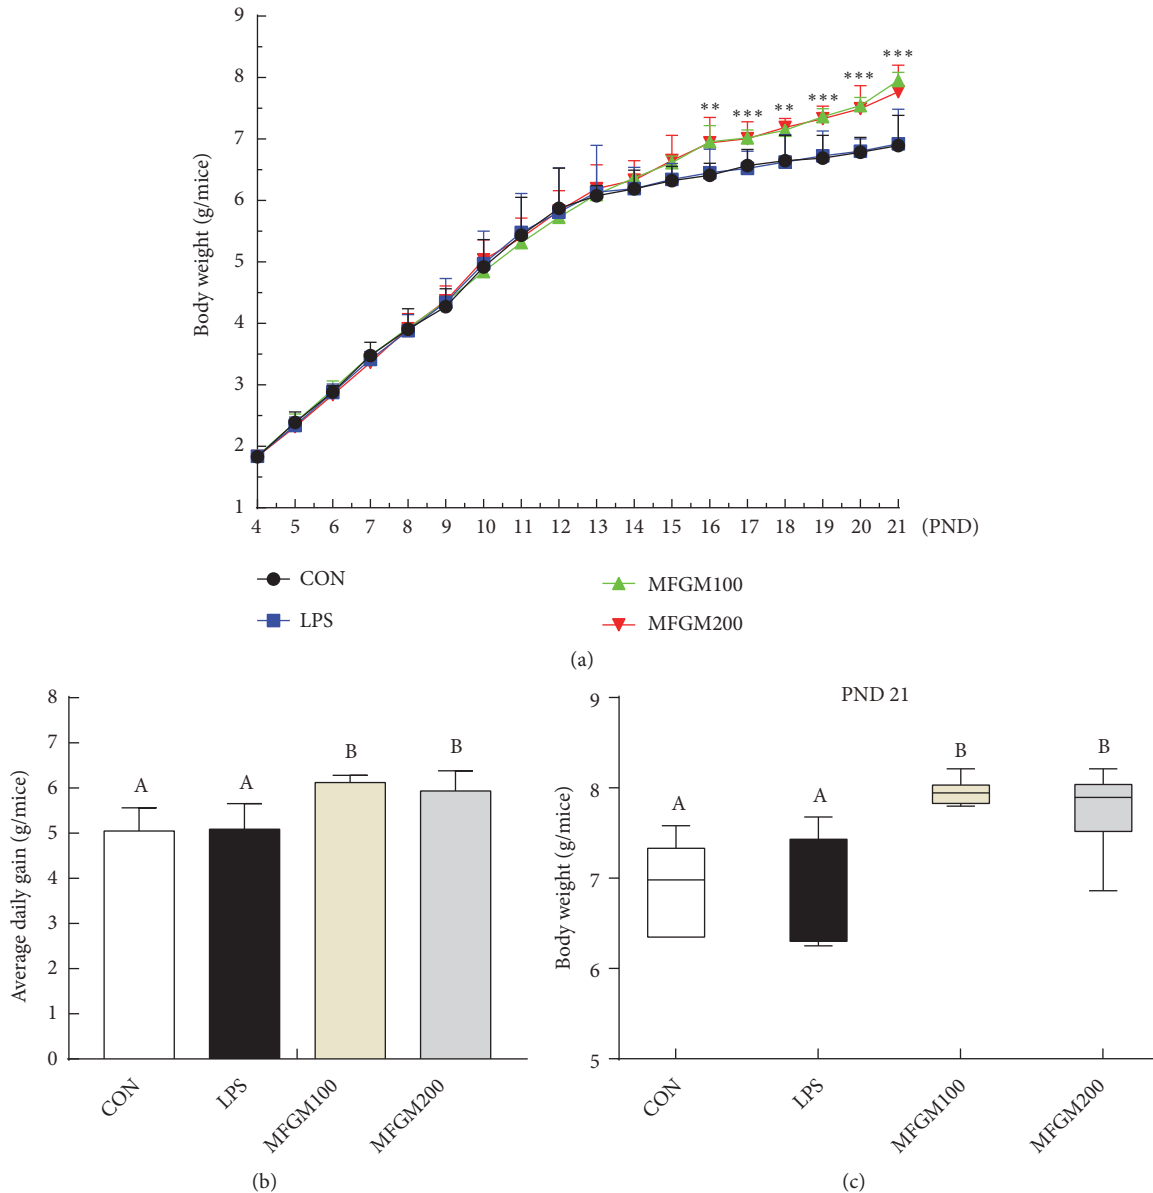 9
8
7
6
5
4
3
2
1
Body weight (g/mice)
** *** ** *** *** ***
4 5 6 7 8 9 10 11 12 13 14 15 16 17 18 19 20 21 (PND)
CON
MFGM100
LPS
MFGM200
(a)
8
7
6
5
4
3
2
1
0
Average daily gain (g/mice)
A A B B
CON LPS MFGM100 MFGM200
(b)
PND 21
9
8
7
6
5
Body weight (g/mice)
A A B B
CON LPS MFGM100 MFGM200
(c)